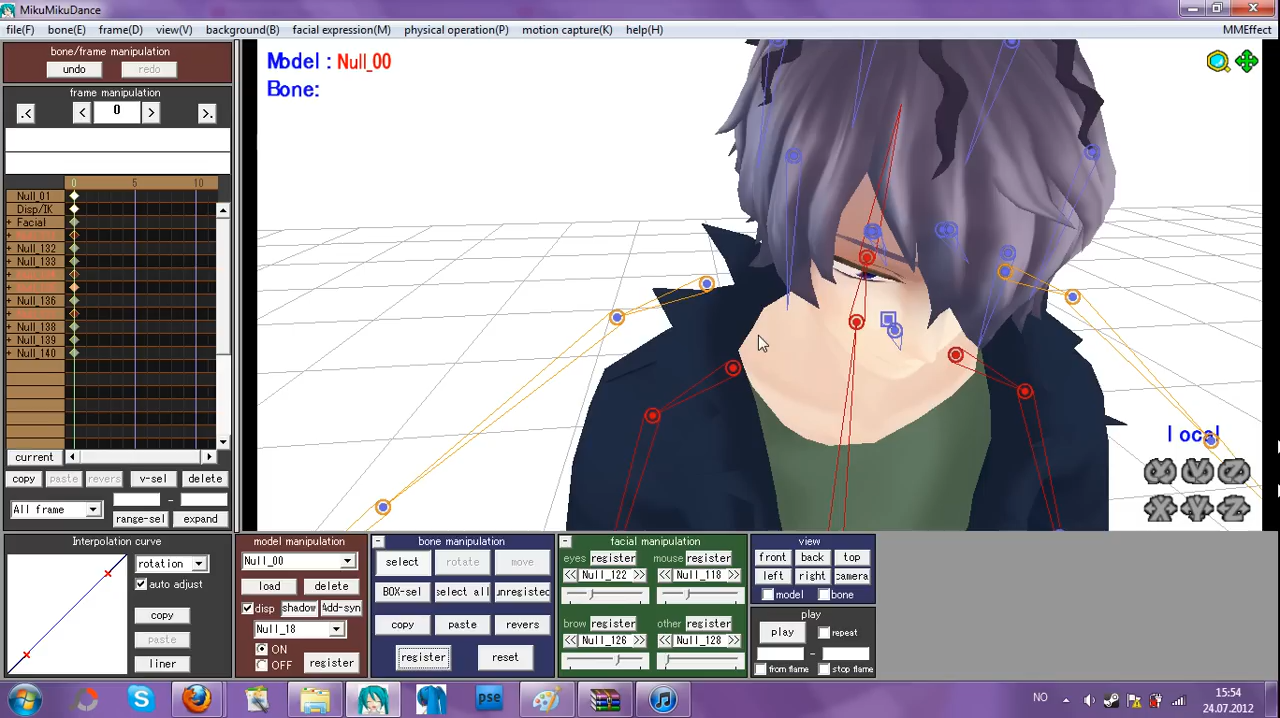 MikuMikuDance
file(F) bone(E) frame(D) view(V) background(B) facial expression(M) physical operation(P) motion capture(K) help(H) MMEffect
bone/frame manipulation
undo redo
frame manipulation
.< < 0 > >.
Model : Null_00
Bone:
0 5 10
Null_01
Disp/IK
+ Facial
+ Null_132
+ Null_133
+ Null_136
+ Null_138
+ Null_139
+ Null_140
current
copy paste revers v-sel delete
All frame -
range-sel expand
local
X Y Z
X Y Z
Interpolation curve
rotation
auto adjust
copy
paste
liner
model manipulation
Null_00
load delete
disp shadow Add-syn
Null_18
ON
OFF register
bone manipulation
select rotate move
BOX-sel select all unregistered
copy paste revers
register reset
facial manipulation
eyes register mouse register
<< Null_122 >> << Null_118 >>
brow register other register
<< Null_126 >> << Null_128 >>
view
front back top
left right camera
model bone
play
play repeat
-
from flame stop flame
pse
NO 15:54
24.07.2012